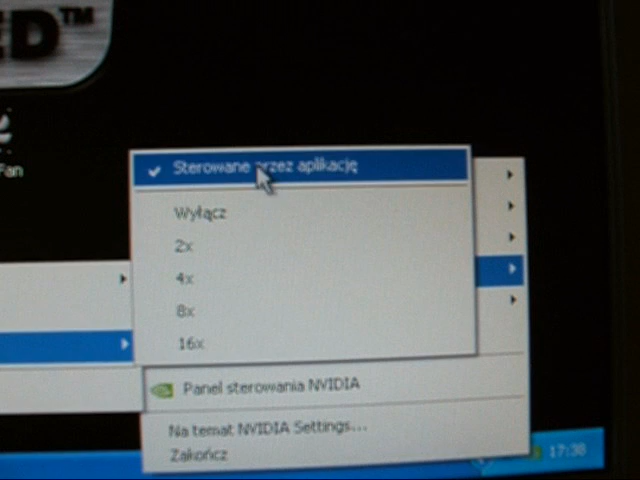 ED™
Fan
Sterowane przez aplikację
Wyłącz
2x
4x
8x
16x
Panel sterowania NVIDIA
Na temat NVIDIA Settings...
Zakończ
17:38